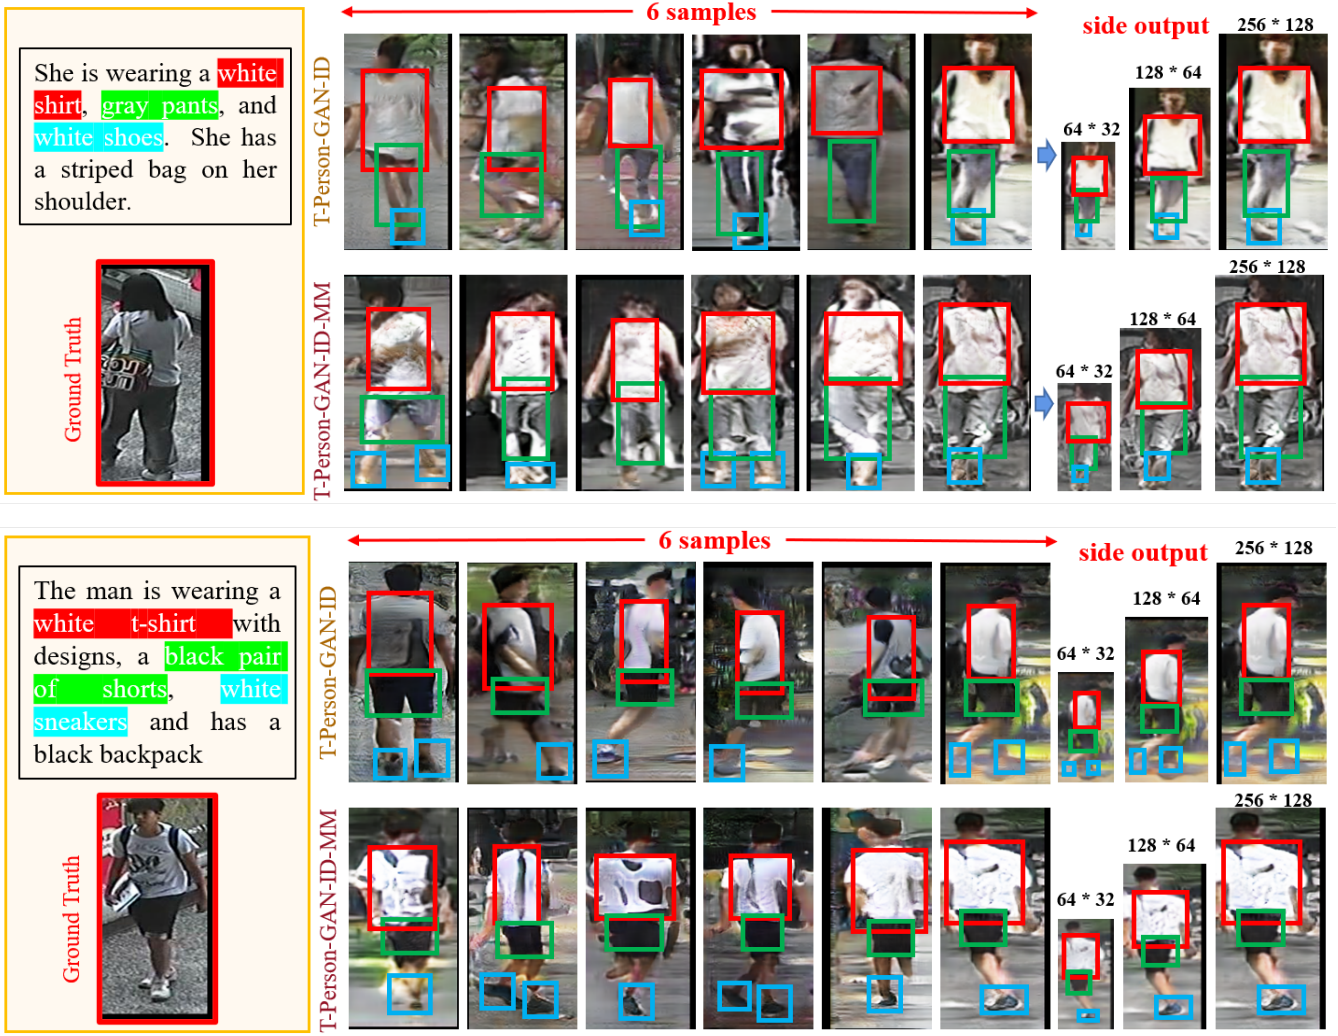 6 samples
side output
256 * 128
128 * 64
64 * 32
She is wearing a white
shirt, gray pants, and
white shoes. She has
a striped bag on her
shoulder.
T-Person-GAN-ID
Ground Truth
T-Person-GAN-ID-MM
256 * 128
128 * 64
64 * 32
6 samples
side output
256 * 128
128 * 64
64 * 32
The man is wearing a
white t-shirt with
designs, a black pair
of shorts, white
sneakers and has a
black backpack
T-Person-GAN-ID
Ground Truth
T-Person-GAN-ID-MM
256 * 128
128 * 64
64 * 32